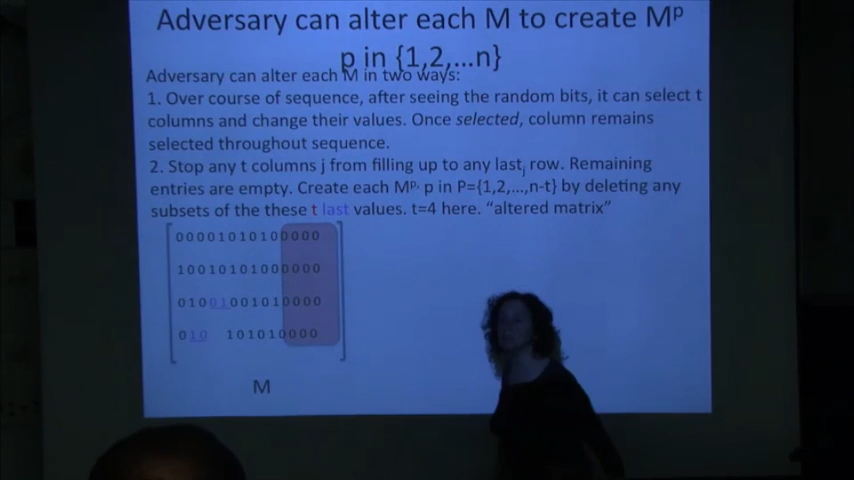 Adversary can alter each M to create Mᵖ
p in {1,2,...n}
Adversary can alter each M in two ways:
1. Over course of sequence, after seeing the random bits, it can select t
columns and change their values. Once selected, column remains
selected throughout sequence.
2. Stop any t columns j from filling up to any lastⱼ row. Remaining
entries are empty. Create each Mᵖ· p in P={1,2,...,n-t} by deleting any
subsets of the these t last values. t=4 here. “altered matrix”
00001010100000
10010101000000
01001001010000
010 101010000
M